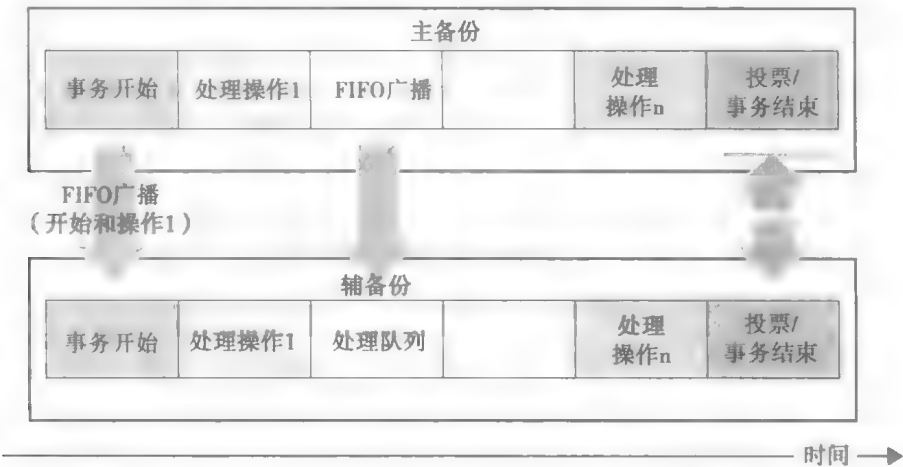 主备份
事务开始 处理操作1 FIFO广播 处理 投票/
操作n 事务结束
FIFO广播
（开始和操作1）
辅备份
事务开始 处理操作1 处理队列 处理 投票/
操作n 事务结束
时间